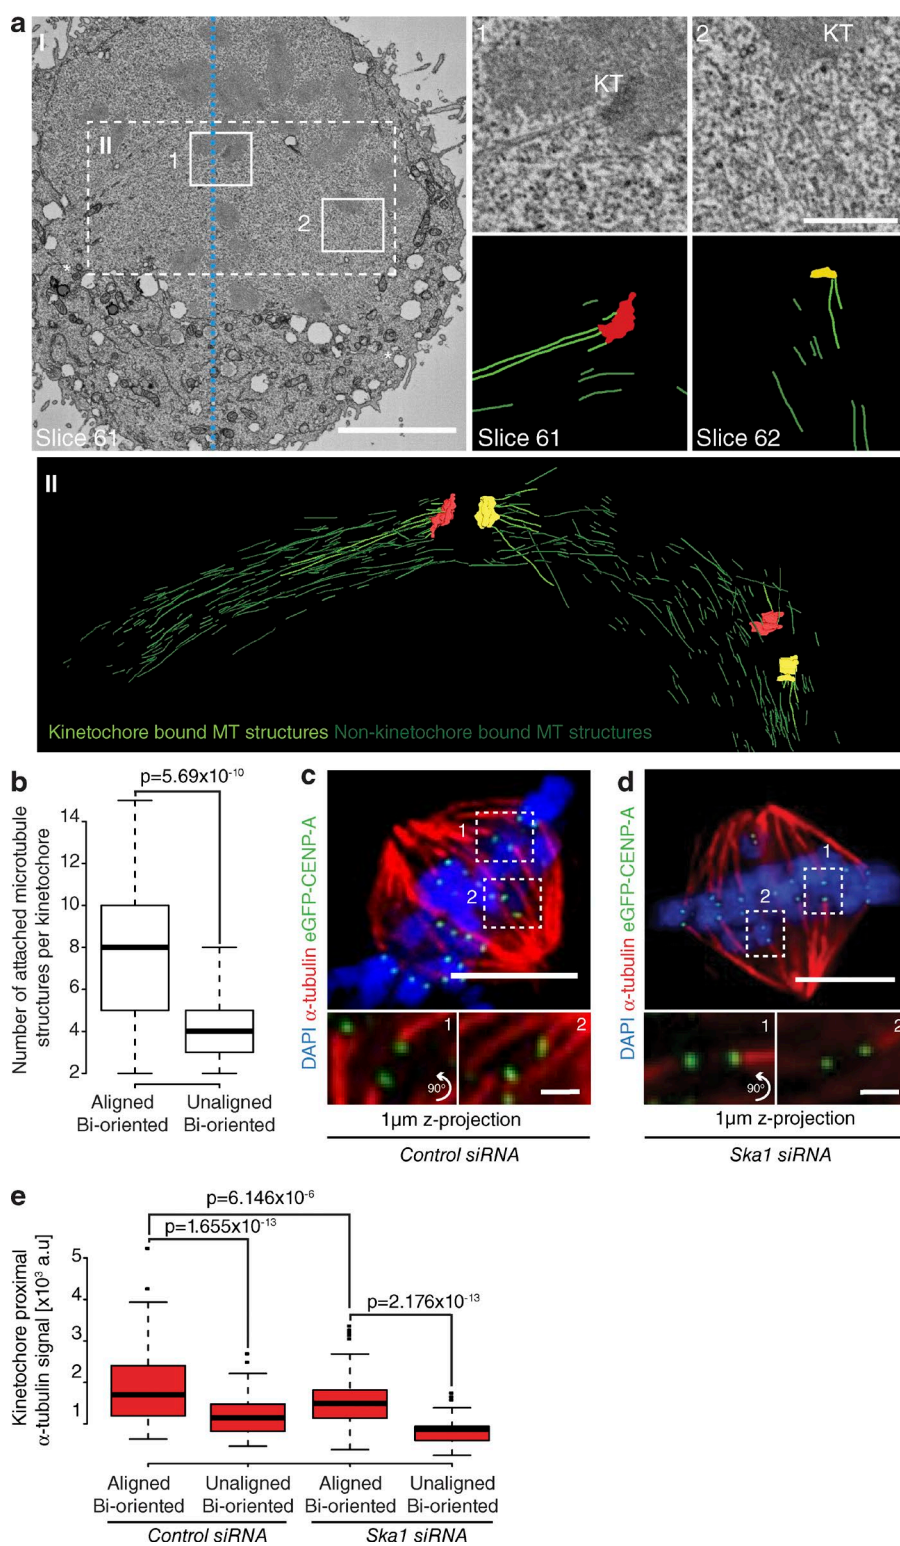 a
I
II
1
2
*
*
Slice 61
1
KT
2
KT
Slice 61
Slice 62
II
Kinetochore bound MT structures Non-kinetochore bound MT structures
b
p=5.69x10⁻¹⁰
Number of attached microtubule
structures per kinetochore
14
12
10
8
6
4
2
Aligned
Bi-oriented
Unaligned
Bi-oriented
c
DAPI α-tubulin eGFP-CENP-A
1
2
1
90°
2
1µm z-projection
Control siRNA
d
DAPI α-tubulin eGFP-CENP-A
1
2
1
90°
2
1µm z-projection
Ska1 siRNA
e
p=6.146x10⁻⁶
p=1.655x10⁻¹³
p=2.176x10⁻¹³
Kinetochore proximal
α-tubulin signal [x10³ a.u]
5
4
3
2
1
Aligned
Bi-oriented
Unaligned
Bi-oriented
Aligned
Bi-oriented
Unaligned
Bi-oriented
Control siRNA
Ska1 siRNA